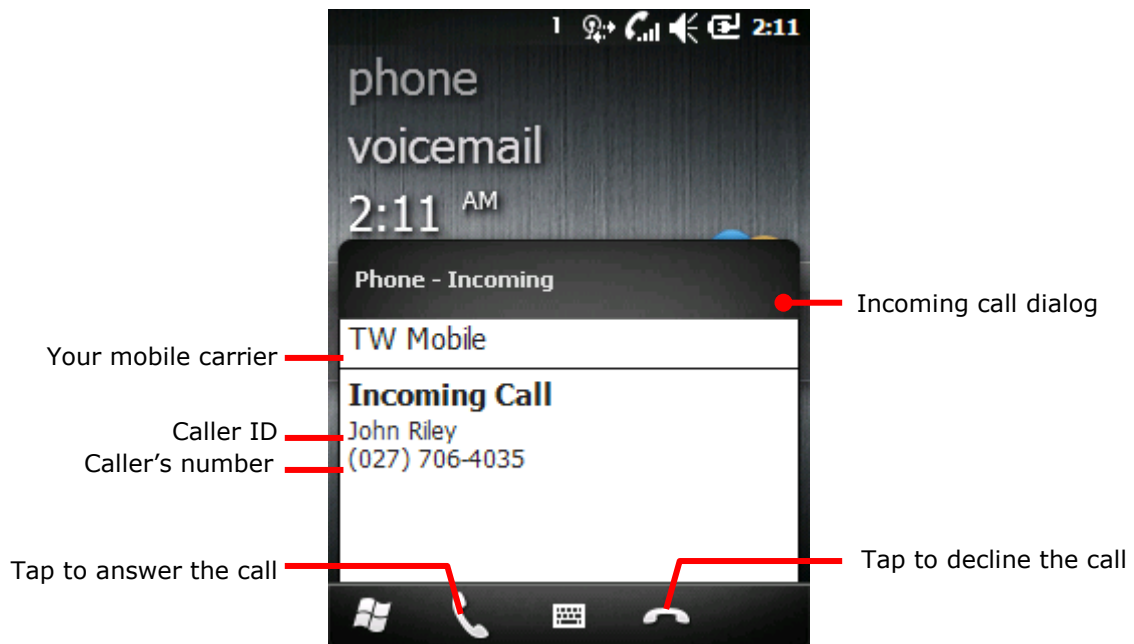 1 2:11
phone
voicemail
2:11 AM
Phone - Incoming
Incoming call dialog
TW Mobile
Your mobile carrier
Incoming Call
Caller ID
John Riley
Caller’s number
(027) 706-4035
Tap to answer the call
Tap to decline the call